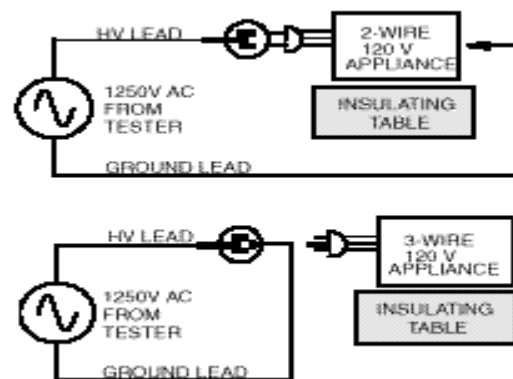 HV LEAD
2-WIRE
120 V
APPLIANCE
1250V AC
FROM
TESTER
INSULATING
TABLE
GROUND LEAD
HV LEAD
3-WIRE
120 V
APPLIANCE
1250V AC
FROM
TESTER
INSULATING
TABLE
GROUND LEAD